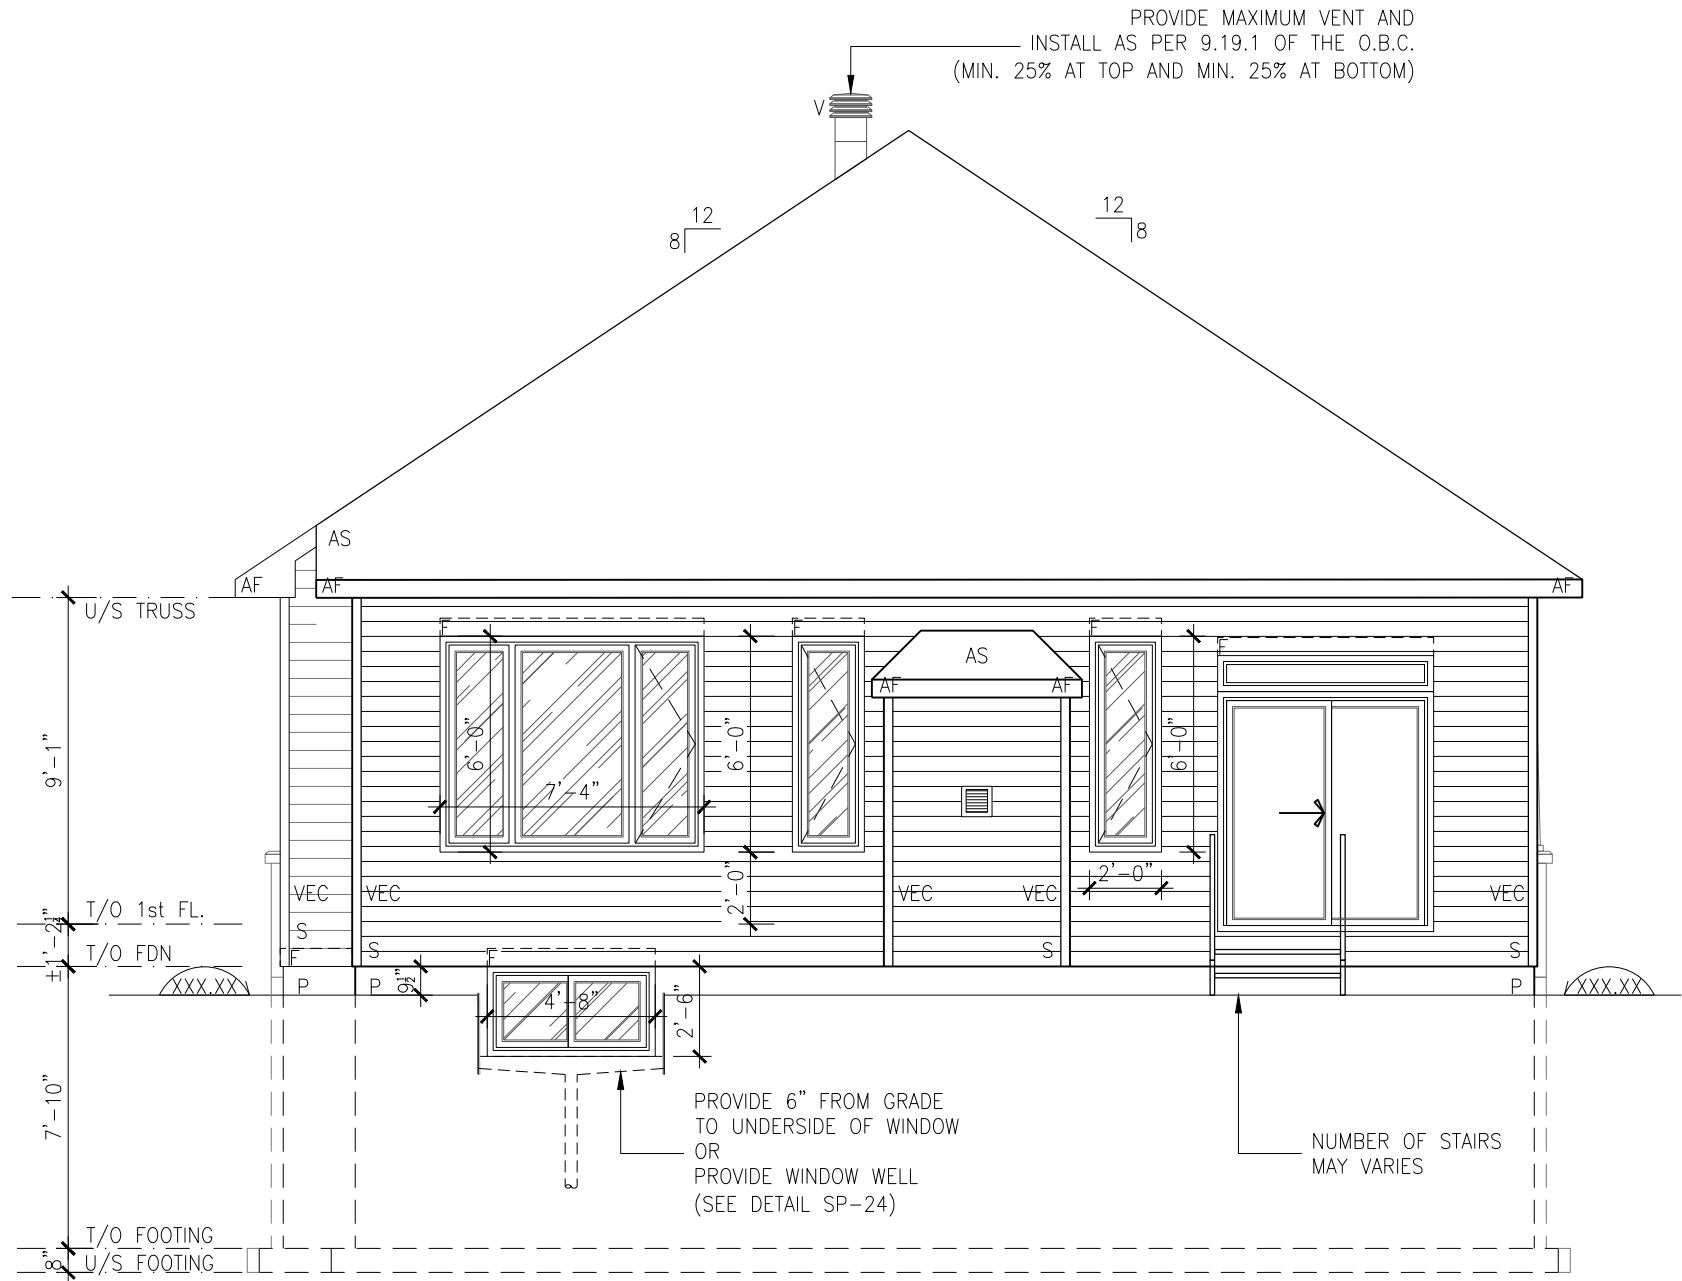 PROVIDE MAXIMUM VENT AND
INSTALL AS PER 9.19.1 OF THE O.B.C.
(MIN. 25% AT TOP AND MIN. 25% AT BOTTOM)
V
12
8
12
8
AS
AF
AF
AF
U/S TRUSS
F
F
F
F
AS
AF
AF
6'-0"
7'-4"
6'-0"
6'-0"
9'-1"
2'-0"
2'-0"
VEC
VEC
VEC
VEC
VEC
T/O 1st FL.
S
S
S
S
±1'-2½"
T/O FDN
F
F
XXX.XX
P
P
9½"
4'-8"
2'-6"
P
XXX.XX
7'-10"
PROVIDE 6" FROM GRADE
TO UNDERSIDE OF WINDOW
OR
PROVIDE WINDOW WELL
(SEE DETAIL SP-24)
NUMBER OF STAIRS
MAY VARIES
T/O FOOTING
8"
U/S FOOTING